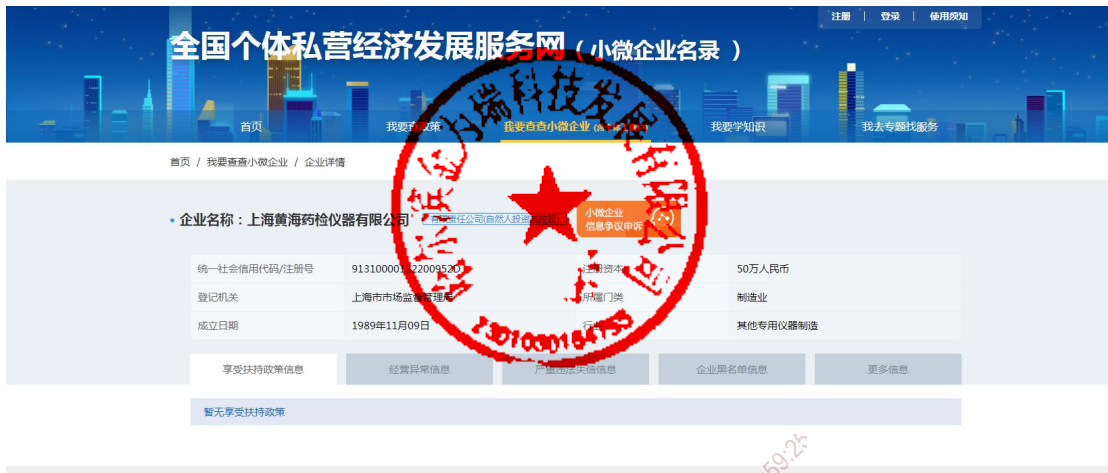 注册 | 登录 | 使用须知
全国个体私营经济发展服务网（小微企业名录 ）
首页 我要查政策 我要查查小微企业 我要学知识 我去专题找服务
首页 / 我要查查小微企业 / 企业详情
企业名称：上海黄海药检仪器有限公司
小微企业
信息争议申诉
统一社会信用代码/注册号 注册资本 50万人民币
登记机关 上海市市场监督管理局 所属门类 制造业
成立日期 1989年11月09日 其他专用仪器制造
享受扶持政策信息 经营异常信息 严重违法失信信息 企业黑名单信息 更多信息
暂无享受扶持政策
59:25